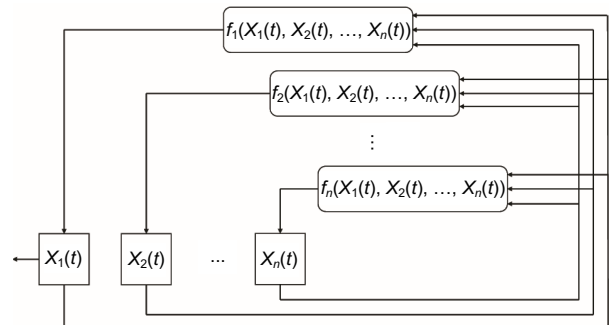 f1(X1(t), X2(t), …, Xn(t))
f2(X1(t), X2(t), …, Xn(t))
⋮
fn(X1(t), X2(t), …, Xn(t))
X1(t) X2(t) … Xn(t)